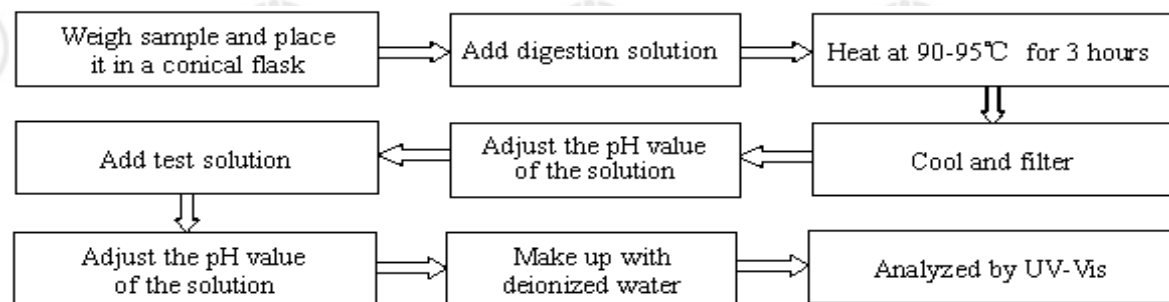 Weigh sample and place
it in a conical flask
Add digestion solution
Heat at 90-95℃ for 3 hours
Cool and filter
Adjust the pH value
of the solution
Add test solution
Adjust the pH value
of the solution
Make up with
deionized water
Analyzed by UV-Vis